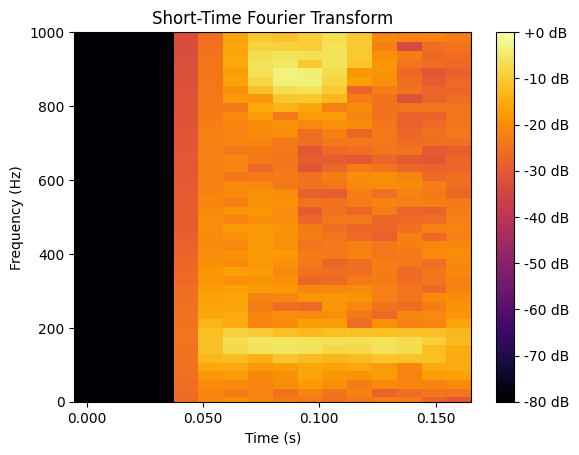 Short-Time Fourier Transform
1000
800
600
400
200
0
Frequency (Hz)
0.000
0.050
0.100
0.150
Time (s)
+0 dB
-10 dB
-20 dB
-30 dB
-40 dB
-50 dB
-60 dB
-70 dB
-80 dB